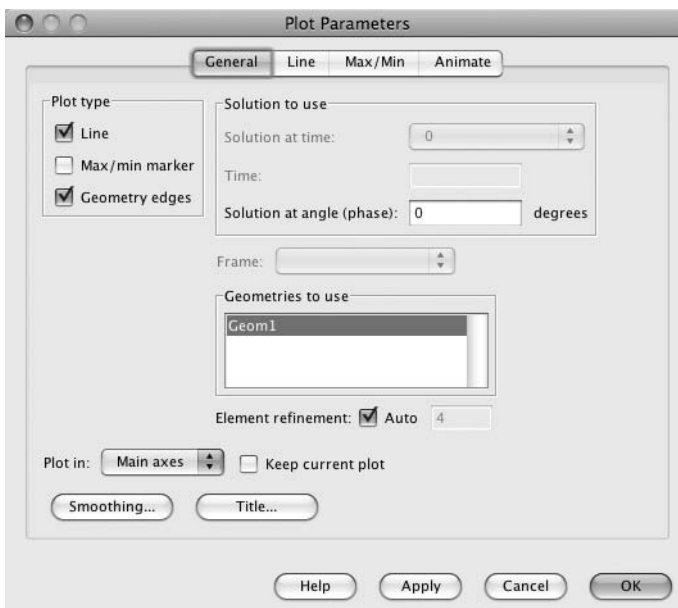 Plot Parameters
General Line Max/Min Animate
Plot type
Line
Max/min marker
Geometry edges
Solution to use
Solution at time: 0
Time:
Solution at angle (phase): 0 degrees
Frame:
Geometries to use
Geom1
Element refinement: Auto 4
Plot in: Main axes Keep current plot
Smoothing... Title...
Help Apply Cancel OK